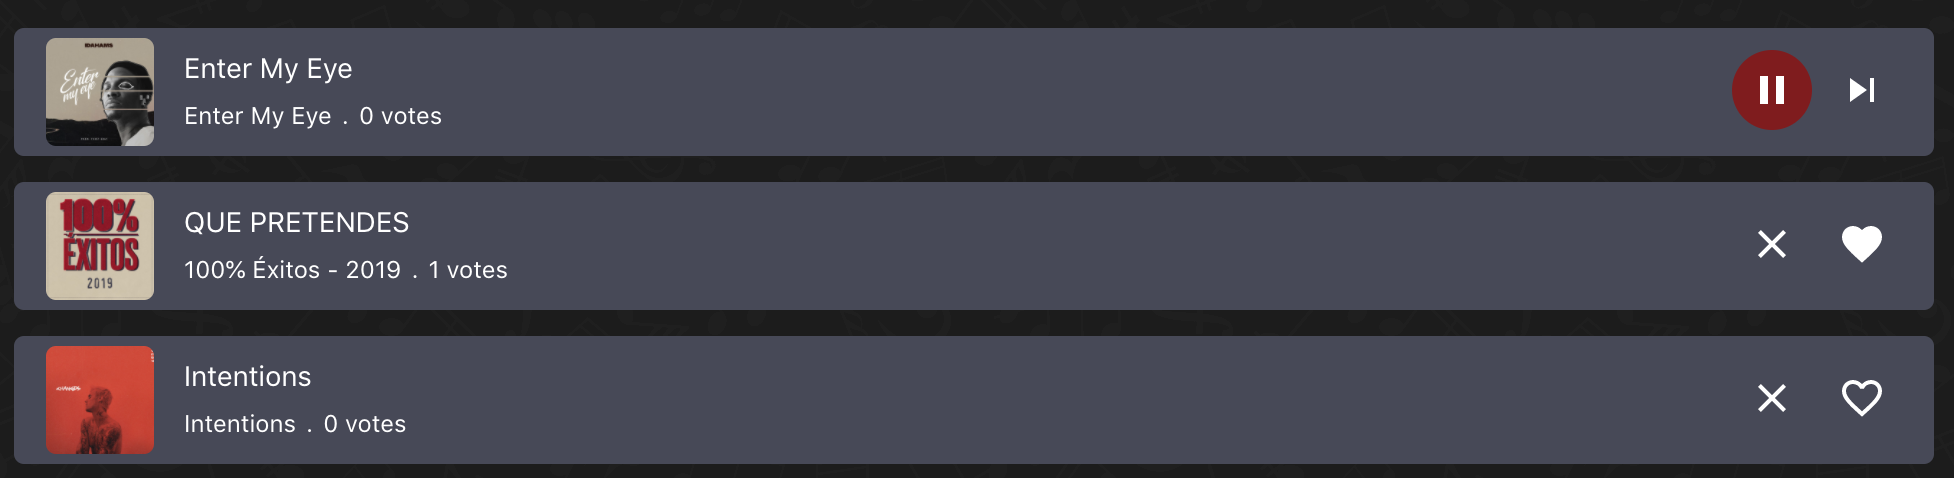 IDAHAMS
Enter
my eye
Enter My Eye
Enter My Eye . 0 votes
100%
ÉXITOS
2019
QUE PRETENDES
100% Éxitos - 2019 . 1 votes
Intentions
Intentions . 0 votes